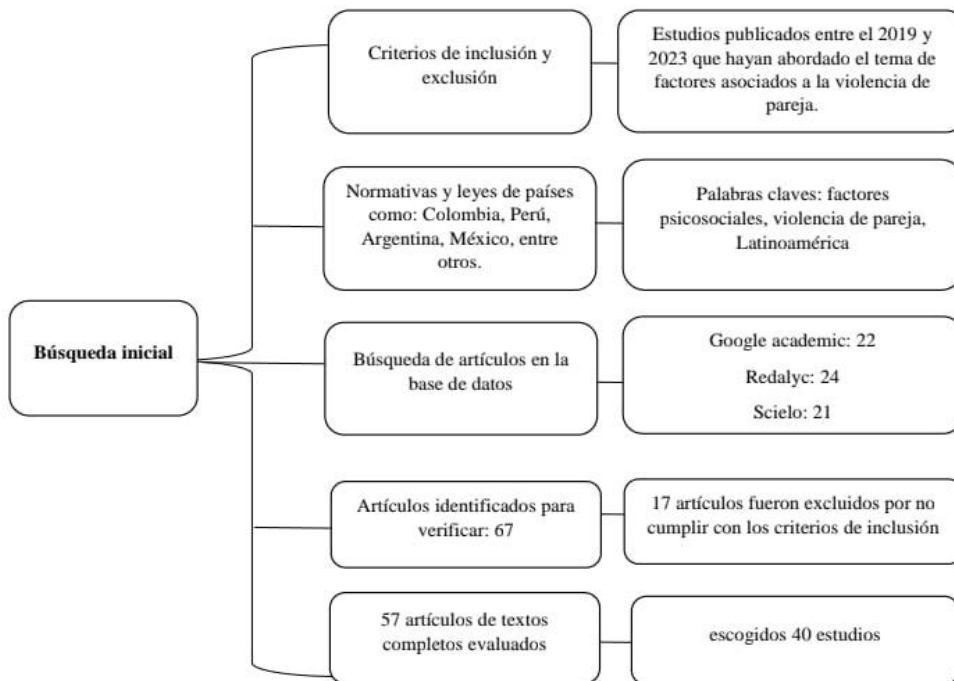 Búsqueda inicial
Criterios de inclusión y
exclusión
Estudios publicados entre el 2019 y
2023 que hayan abordado el tema de
factores asociados a la violencia de
pareja.
Normativas y leyes de países
como: Colombia, Perú,
Argentina, México, entre
otros.
Palabras claves: factores
psicosociales, violencia de pareja,
Latinoamérica
Búsqueda de artículos en la
base de datos
Google academic: 22
Redalyc: 24
Scielo: 21
Artículos identificados para
verificar: 67
17 artículos fueron excluidos por no
cumplir con los criterios de inclusión
57 artículos de textos
completos evaluados
escogidos 40 estudios